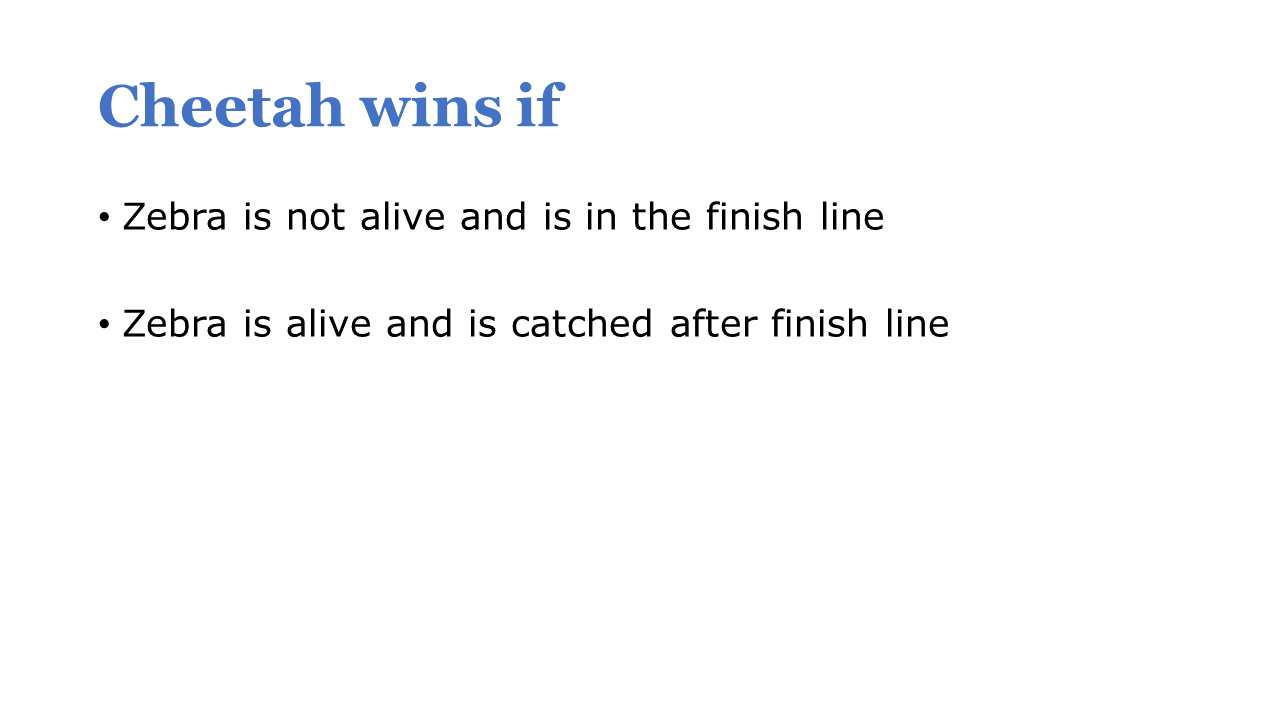 Cheetah wins if
• Zebra is not alive and is in the finish line
• Zebra is alive and is catched after finish line